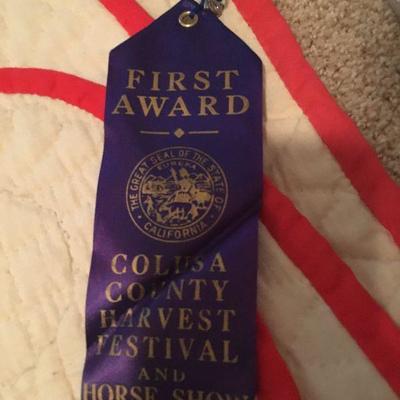 FIRST
AWARD
THE GREAT SEAL OF THE STATE OF CALIFORNIA
EUREKA
COLUSA
COUNTY
HARVEST
FESTIVAL
AND
HORSE SHOW